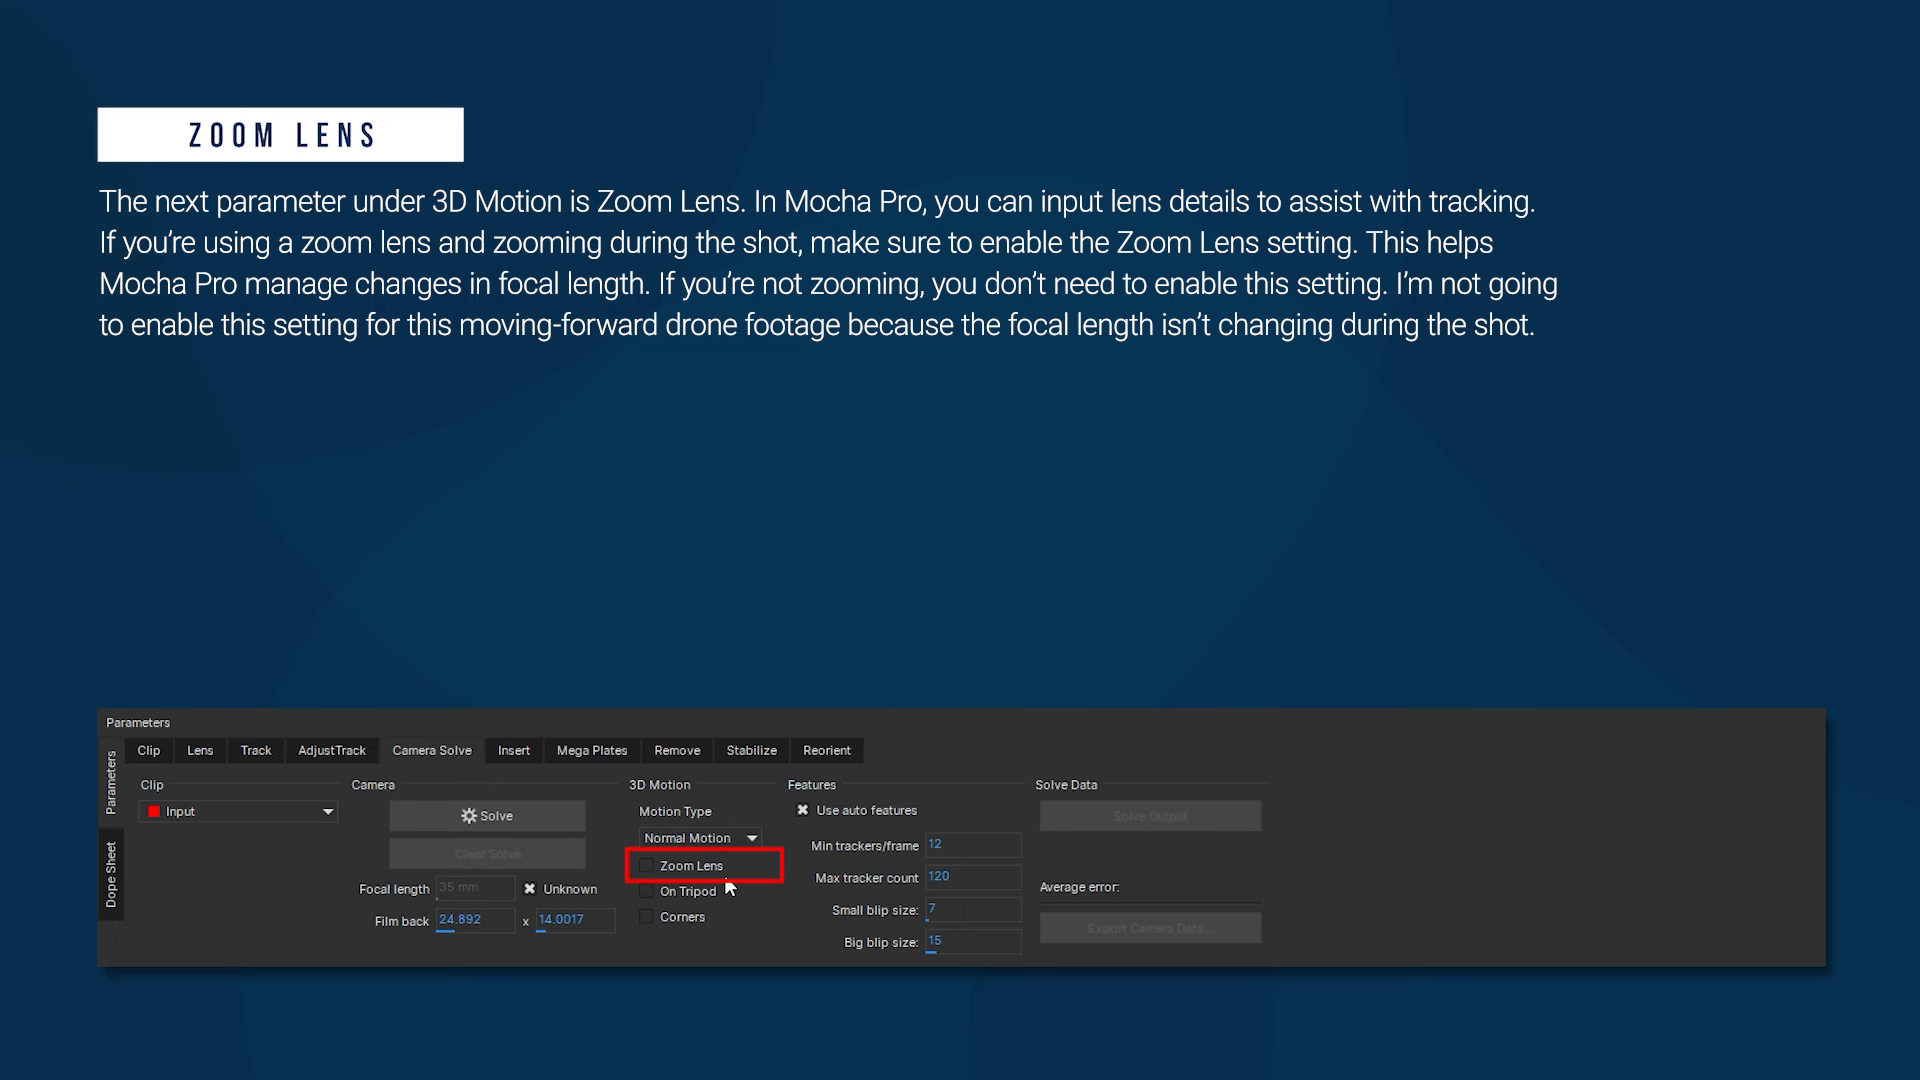 ZOOM LENS
The next parameter under 3D Motion is Zoom Lens. In Mocha Pro, you can input lens details to assist with tracking.
If you’re using a zoom lens and zooming during the shot, make sure to enable the Zoom Lens setting. This helps
Mocha Pro manage changes in focal length. If you’re not zooming, you don’t need to enable this setting. I’m not going
to enable this setting for this moving-forward drone footage because the focal length isn’t changing during the shot.
Parameters
Parameters
Dope Sheet
Clip Lens Track AdjustTrack Camera Solve Insert Mega Plates Remove Stabilize Reorient
Clip
Input
Camera
Solve
Clear Solve
Focal length 35 mm Unknown
Film back 24.892 x 14.0017
3D Motion
Motion Type
Normal Motion
Zoom Lens
On Tripod
Corners
Features
Use auto features
Min trackers/frame 12
Max tracker count 120
Small blip size: 7
Big blip size: 15
Solve Data
Solve Output
Average error:
Export Camera Data...